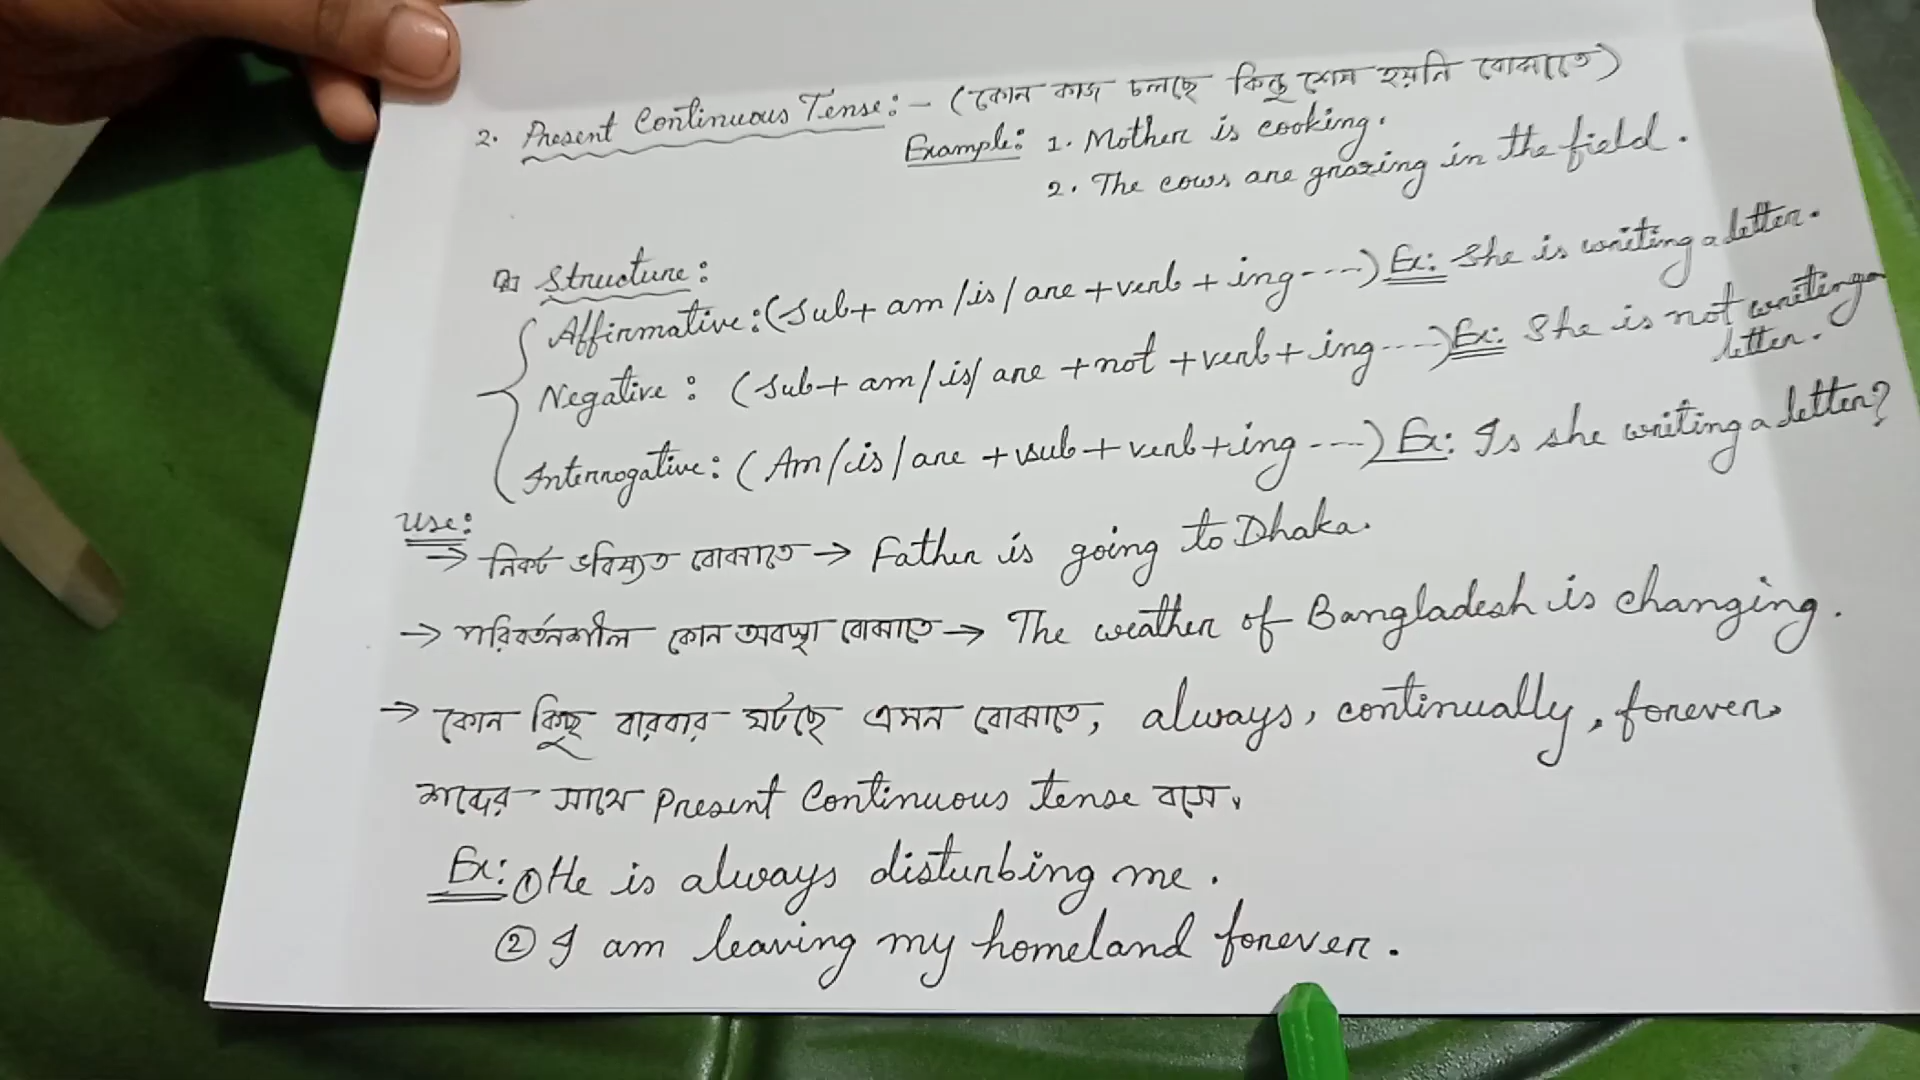 2. Present Continuous Tense:- (কোন কাজ চলছে কিন্তু শেষ হয়নি বোঝাতে)
Example: 1. Mother is cooking.
2. The cows are grazing in the field.
Structure:
Affirmative: (Sub + am / is / are + verb + ing ----) Ex: She is writing a letter.
Negative : (Sub + am / is / are + not + verb + ing ----) Ex: She is not writing a
letter.
Interrogative: (Am / is / are + sub + verb + ing ----) Ex: Is she writing a letter?
Use:
→ নিকট ভবিষ্যত বোঝাতে → Father is going to Dhaka.
→ পরিবর্তনশীল কোন অবস্থা বোঝাতে → The weather of Bangladesh is changing.
→ কোন কিছু বারবার ঘটছে এমন বোঝাতে, always, continually, forever
শব্দের সাথে Present Continuous tense বসে।
Ex: ① He is always disturbing me.
② I am leaving my homeland forever.